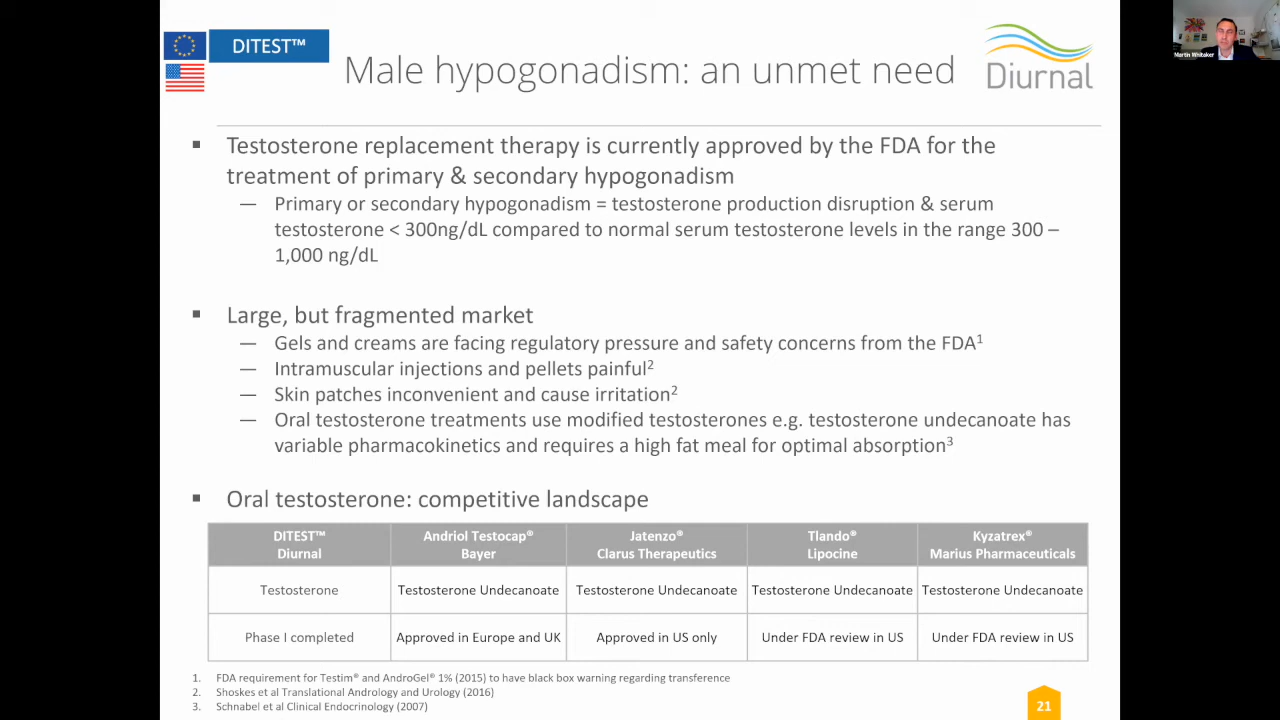 DITEST™
Male hypogonadism: an unmet need
Diurnal
Martin Whitaker
▪ Testosterone replacement therapy is currently approved by the FDA for the
treatment of primary & secondary hypogonadism
— Primary or secondary hypogonadism = testosterone production disruption & serum
testosterone < 300ng/dL compared to normal serum testosterone levels in the range 300 –
1,000 ng/dL
▪ Large, but fragmented market
— Gels and creams are facing regulatory pressure and safety concerns from the FDA¹
— Intramuscular injections and pellets painful²
— Skin patches inconvenient and cause irritation²
— Oral testosterone treatments use modified testosterones e.g. testosterone undecanoate has
variable pharmacokinetics and requires a high fat meal for optimal absorption³
▪ Oral testosterone: competitive landscape
DITEST™ Andriol Testocap® Jatenzo® Tlando® Kyzatrex®
Diurnal Bayer Clarus Therapeutics Lipocine Marius Pharmaceuticals
Testosterone Testosterone Undecanoate Testosterone Undecanoate Testosterone Undecanoate Testosterone Undecanoate
Phase I completed Approved in Europe and UK Approved in US only Under FDA review in US Under FDA review in US
1. FDA requirement for Testim® and AndroGel® 1% (2015) to have black box warning regarding transference
2. Shoskes et al Translational Andrology and Urology (2016)
3. Schnabel et al Clinical Endocrinology (2007)
21